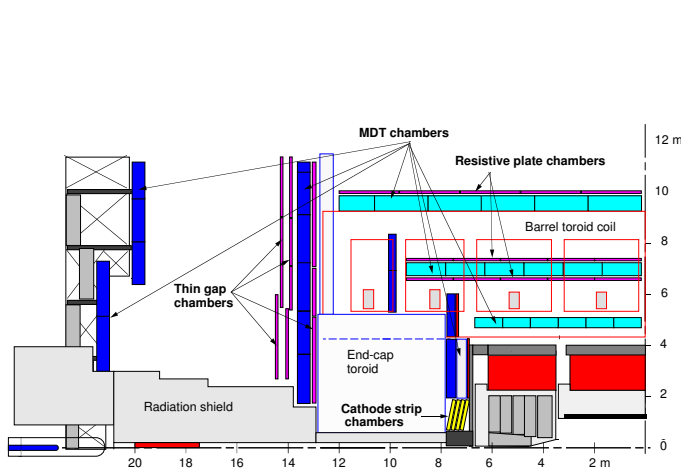 MDT chambers
12 m
Resistive plate chambers
10
Barrel toroid coil
8
Thin gap
chambers
6
End-cap
toroid
4
Radiation shield
Cathode strip
chambers
2
0
20 18 16 14 12 10 8 6 4 2 m